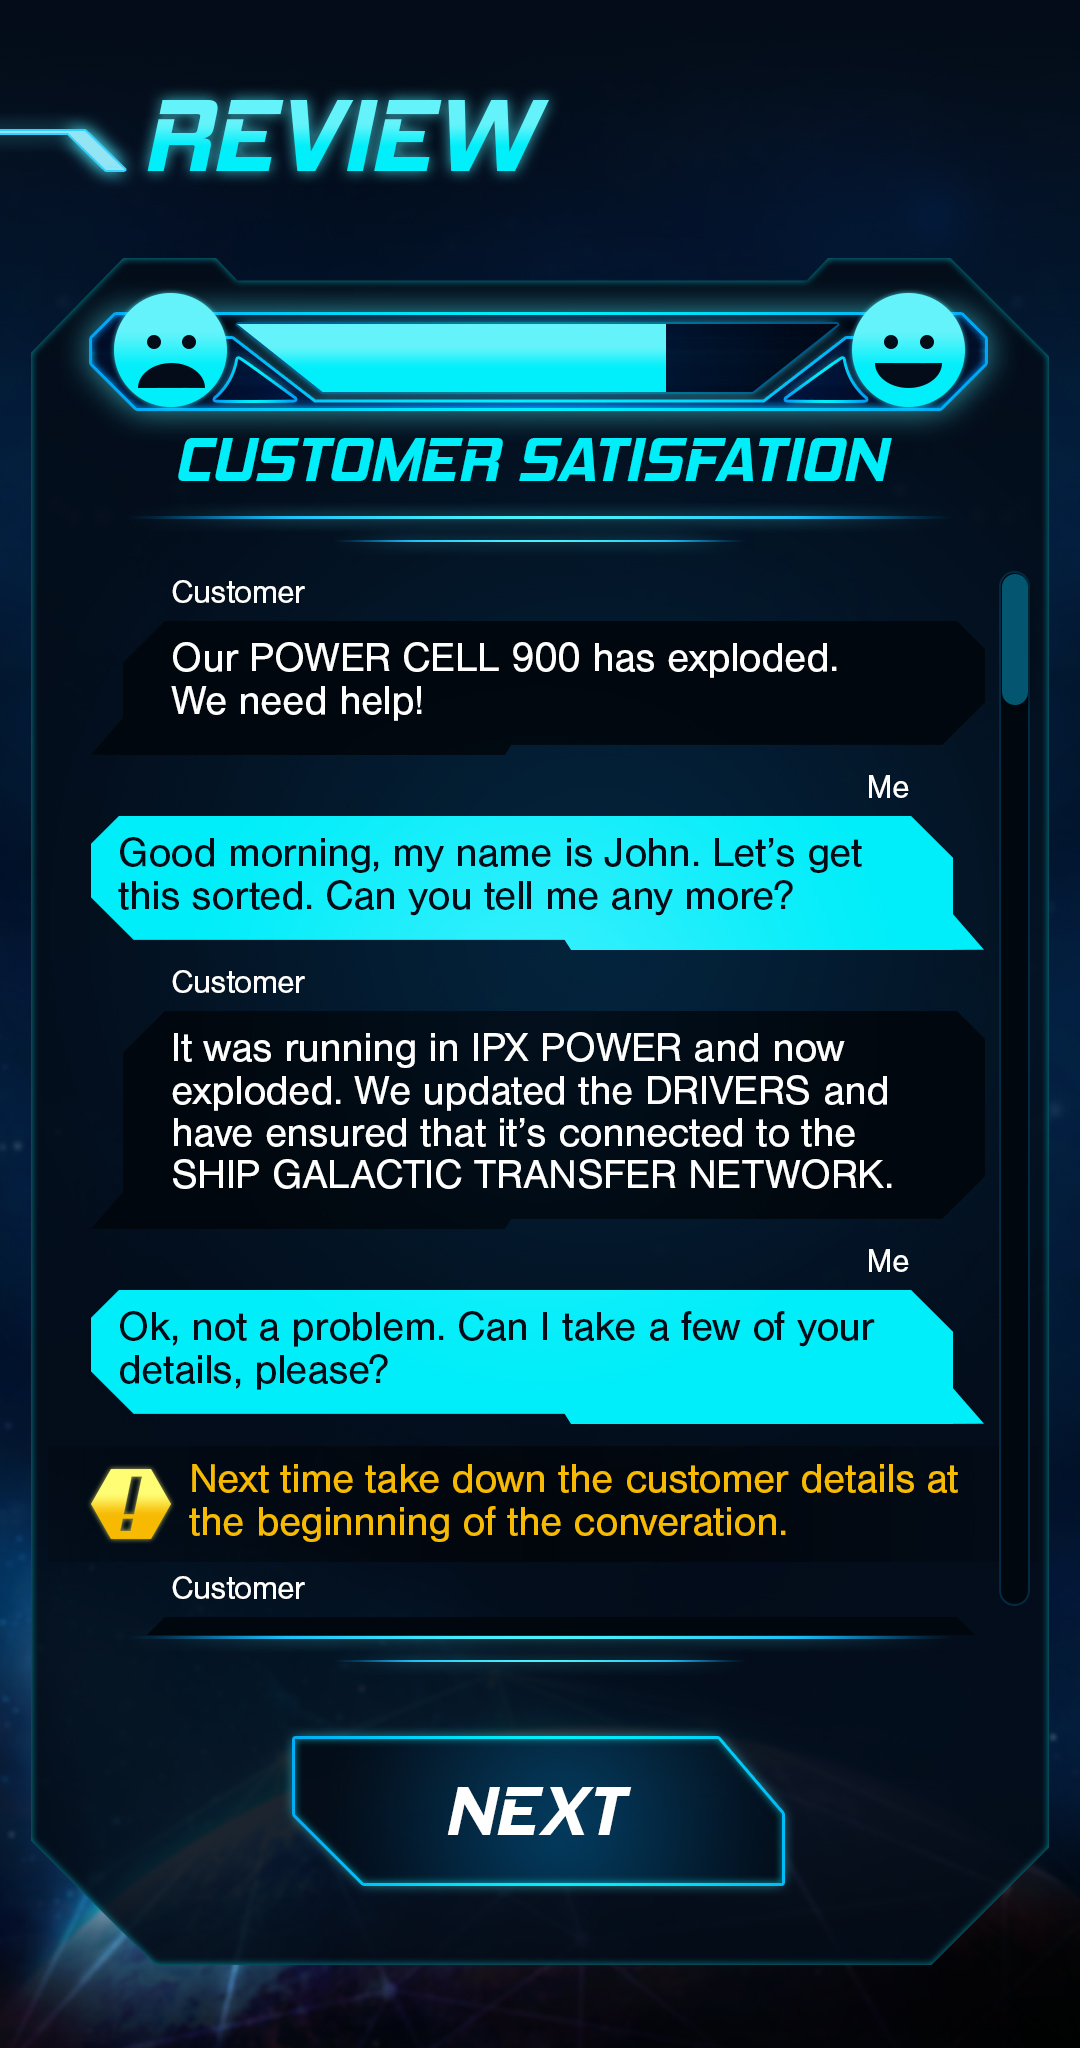 REVIEW
CUSTOMER SATISFATION
Customer
Our POWER CELL 900 has exploded.
We need help!
Me
Good morning, my name is John. Let’s get
this sorted. Can you tell me any more?
Customer
It was running in IPX POWER and now
exploded. We updated the DRIVERS and
have ensured that it’s connected to the
SHIP GALACTIC TRANSFER NETWORK.
Me
Ok, not a problem. Can I take a few of your
details, please?
!
Next time take down the customer details at
the beginnning of the converation.
Customer
NEXT